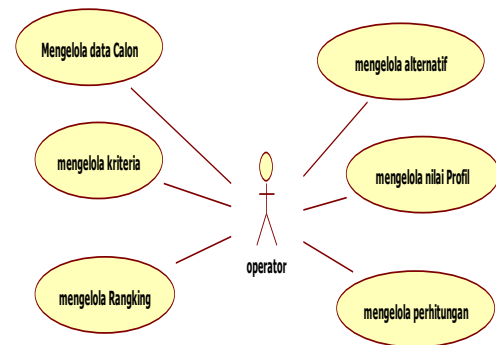 Mengelola data Calon
mengelola alternatif
mengelola kriteria
mengelola nilai Profil
operator
mengelola Rangking
mengelola perhitungan